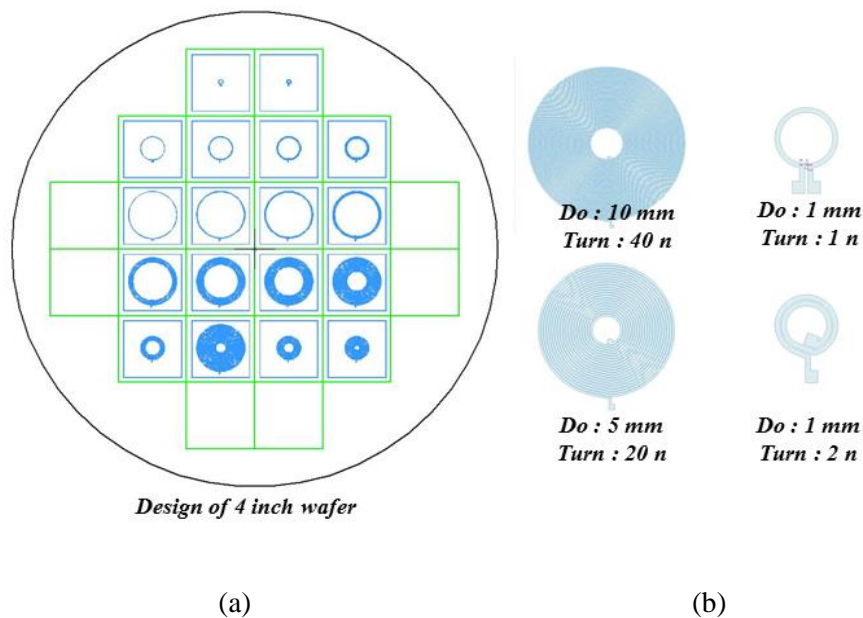 Do : 10 mm
Turn : 40 n
Do : 1 mm
Turn : 1 n
Do : 5 mm
Turn : 20 n
Do : 1 mm
Turn : 2 n
Design of 4 inch wafer
(a)
(b)